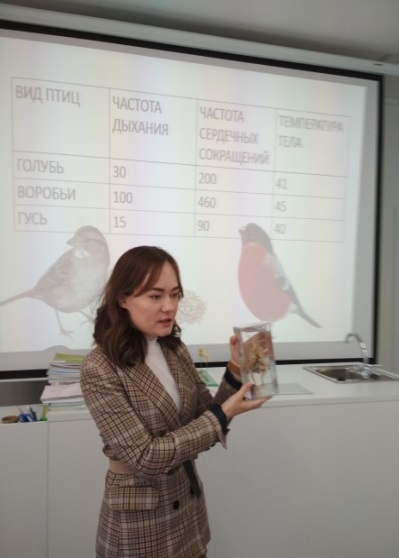 ВИД ПТИЦ
ЧАСТОТА
ДЫХАНИЯ
ЧАСТОТА
СЕРДЕЧНЫХ
СОКРАЩЕНИЙ
ТЕМПЕРАТУРА
ТЕЛА
ГОЛУБЬ 30 200 41
ВОРОБЬИ 100 460 45
ГУСЬ 15 90 40